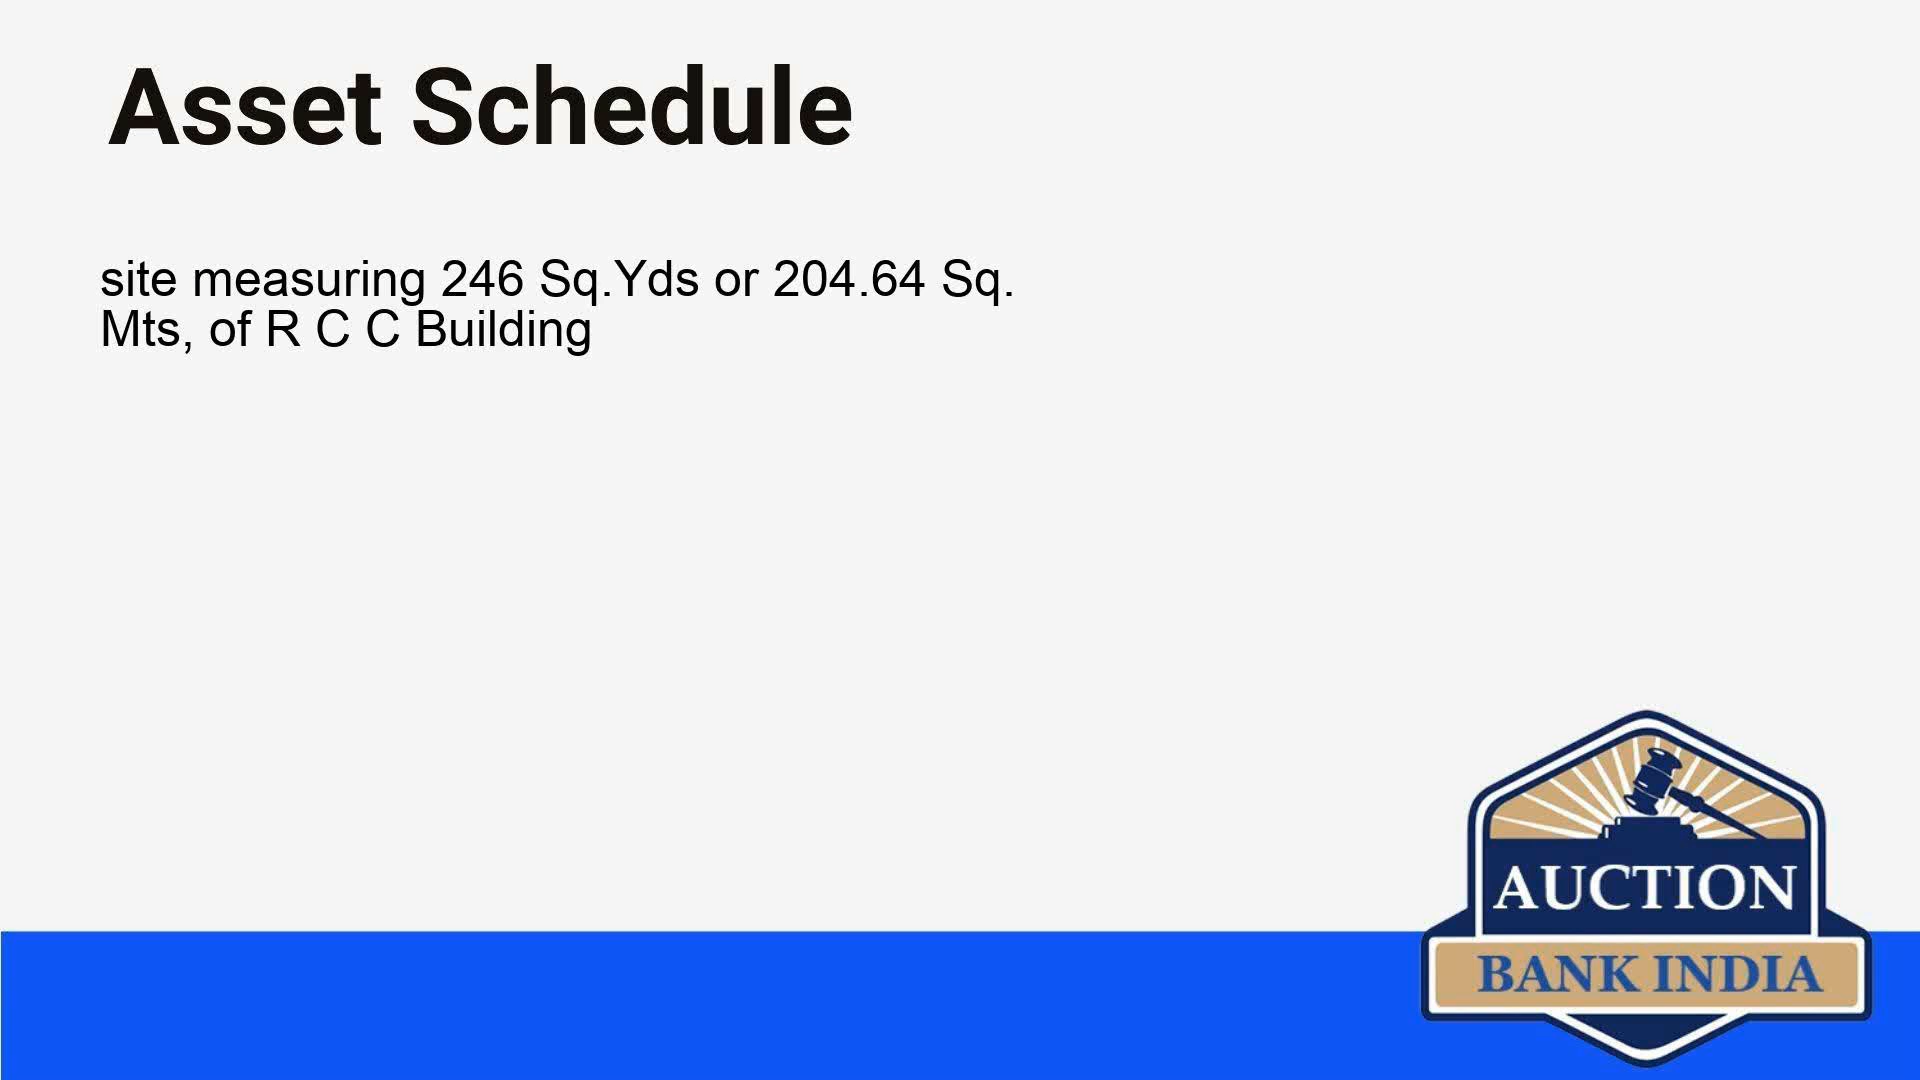 Asset Schedule
site measuring 246 Sq.Yds or 204.64 Sq.
Mts, of R C C Building
AUCTION
BANK INDIA